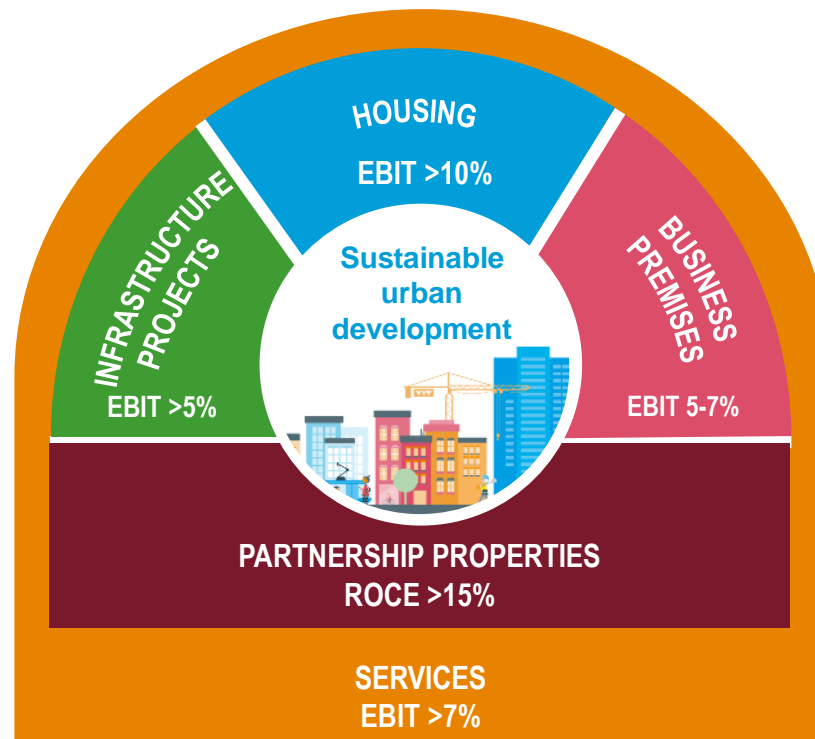 HOUSING
EBIT >10%
INFRASTRUCTURE
PROJECTS
EBIT >5%
BUSINESS
PREMISES
EBIT 5-7%
Sustainable
urban
development
PARTNERSHIP PROPERTIES
ROCE >15%
SERVICES
EBIT >7%